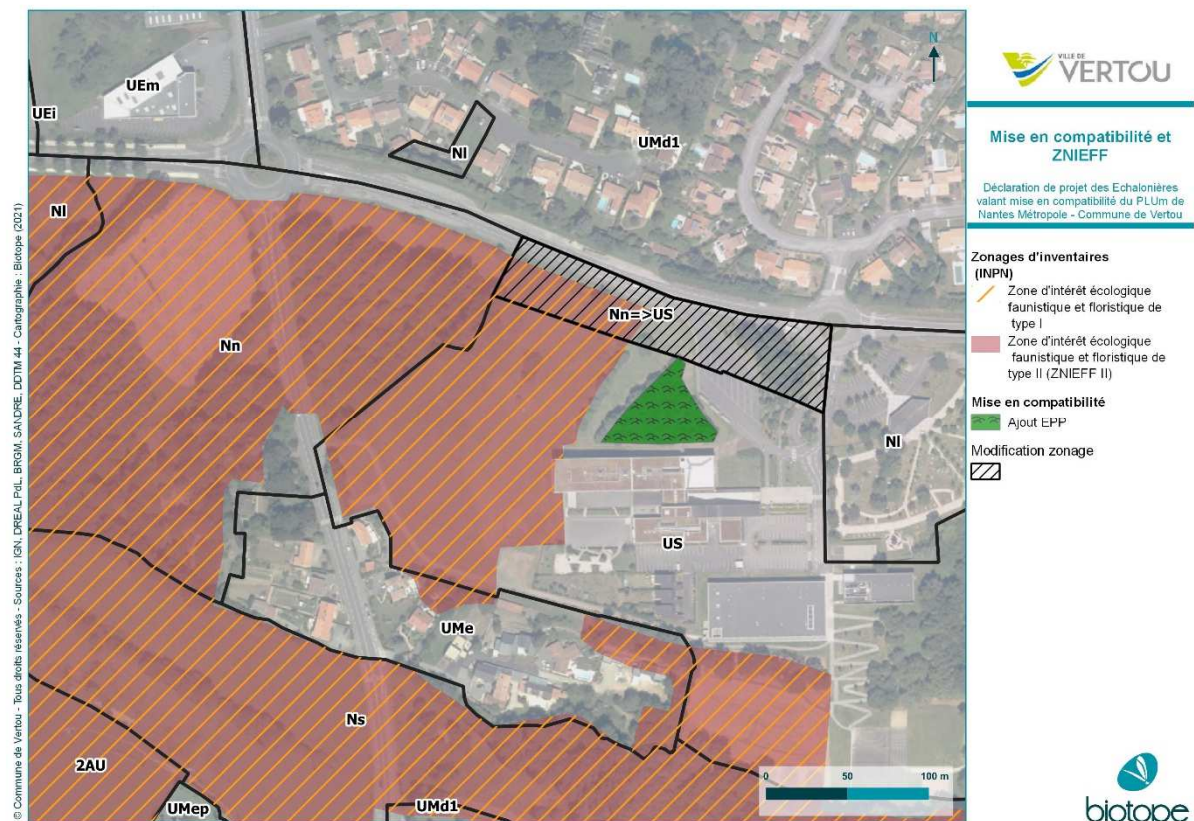 N
UEm
UEi
UMd1
Nl
Nl
Nn=>US
Nn
Nl
US
UMe
Ns
2AU
UMep
UMd1
0 50 100 m
© Commune de Vertou - Tous droits réservés - Sources : IGN, DREAL PdL, BRGM, SANDRE, DDTM 44 - Cartographie : Biotope (2021)
VILLE DE
VERTOU
Mise en compatibilité et
ZNIEFF
Déclaration de projet des Echalonières
valant mise en compatibilité du PLUm de
Nantes Métropole - Commune de Vertou
Zonages d'inventaires
(INPN)
Zone d'intérêt écologique
faunistique et floristique de
type I
Zone d'intérêt écologique
faunistique et floristique de
type II (ZNIEFF II)
Mise en compatibilité
Ajout EPP
Modification zonage
biotope